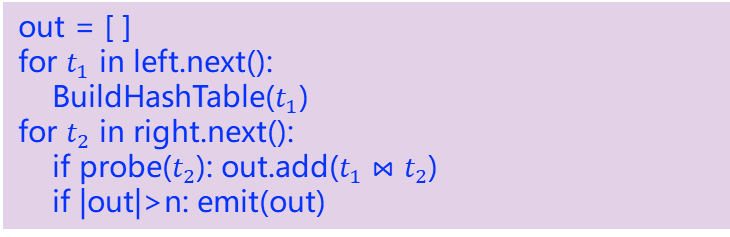 out = [ ]
for t₁ in left.next():
BuildHashTable(t₁)
for t₂ in right.next():
if probe(t₂): out.add(t₁ ⋈ t₂)
if |out|>n: emit(out)